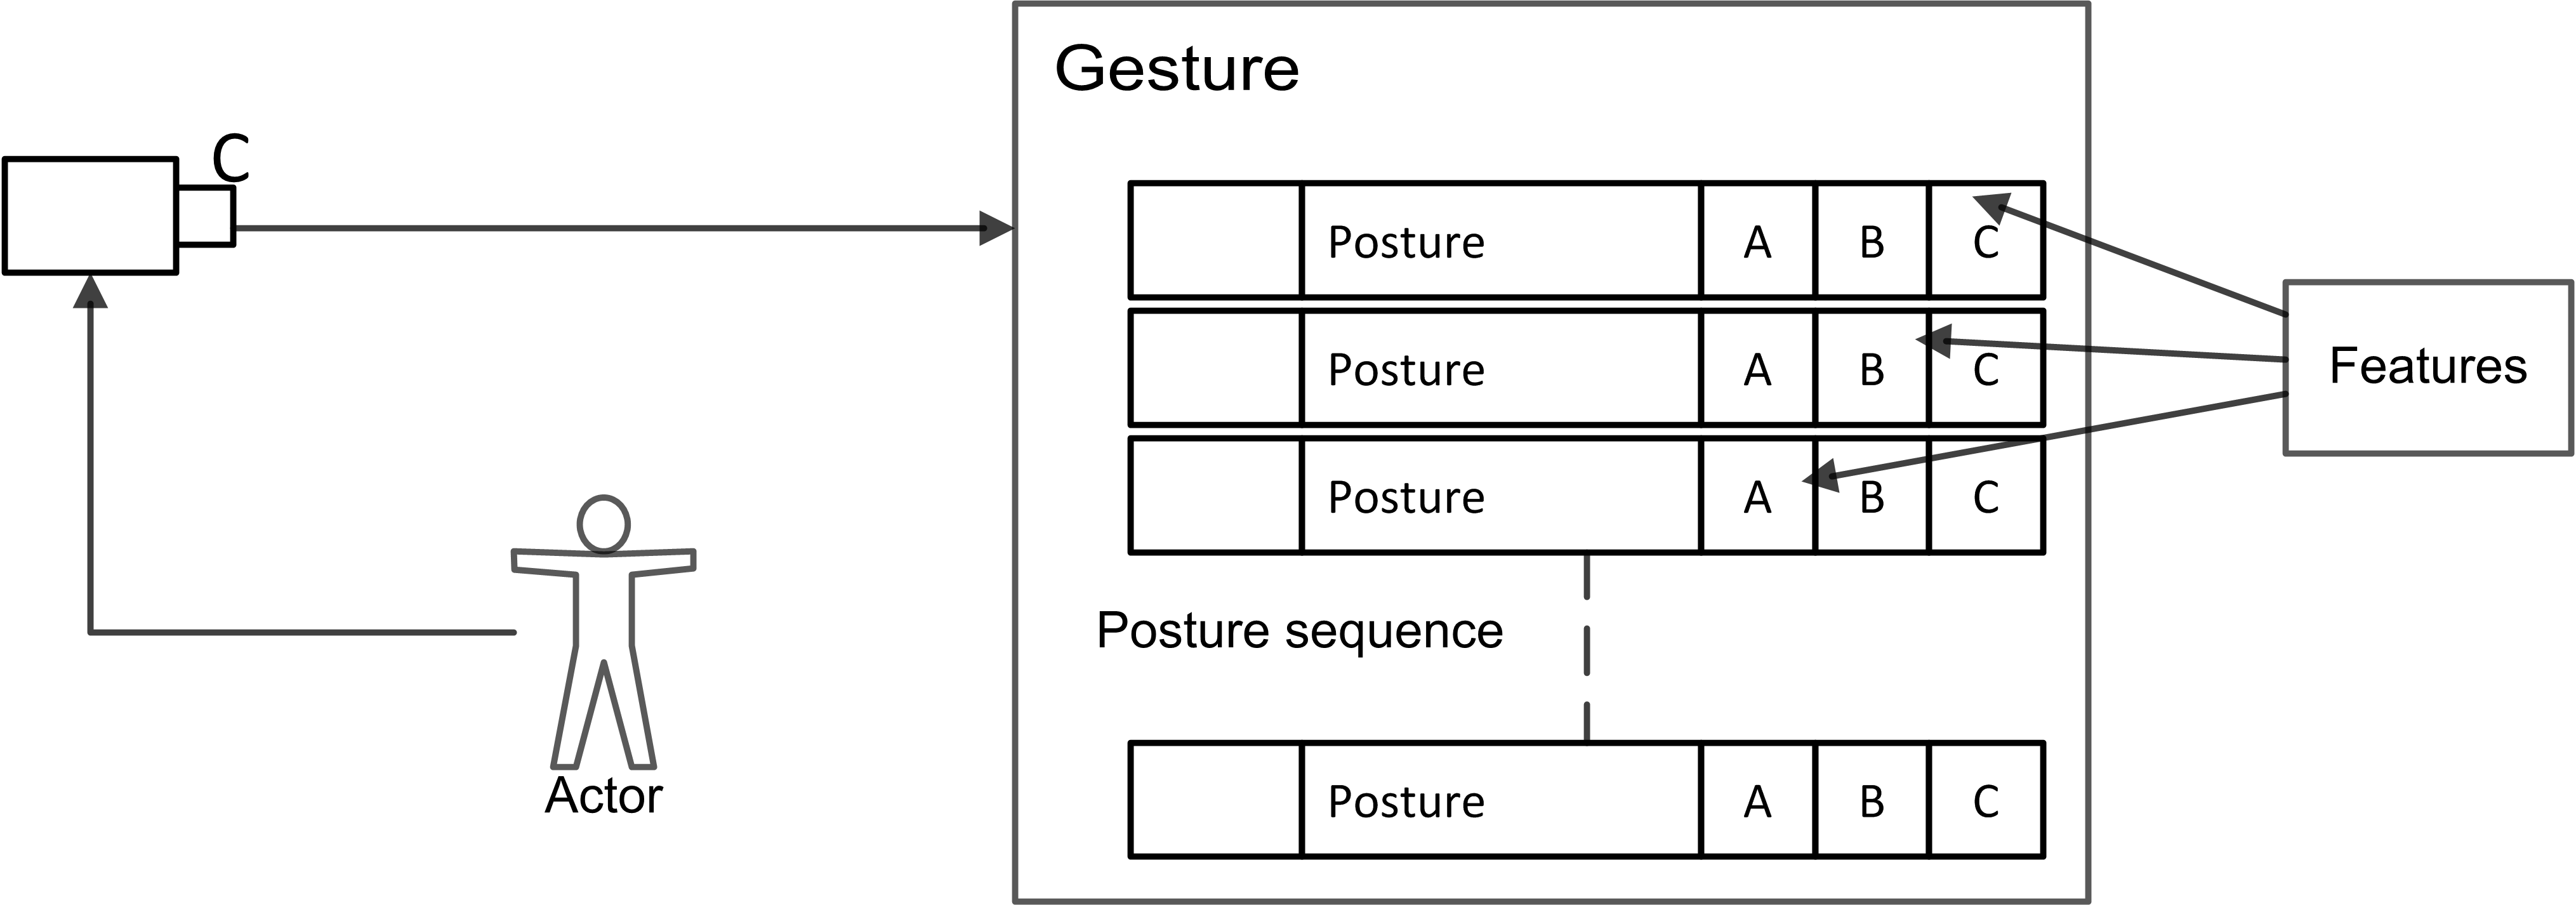 Gesture
C
Posture A B C
Posture A B C
Features
Posture A B C
Posture sequence
Actor
Posture A B C